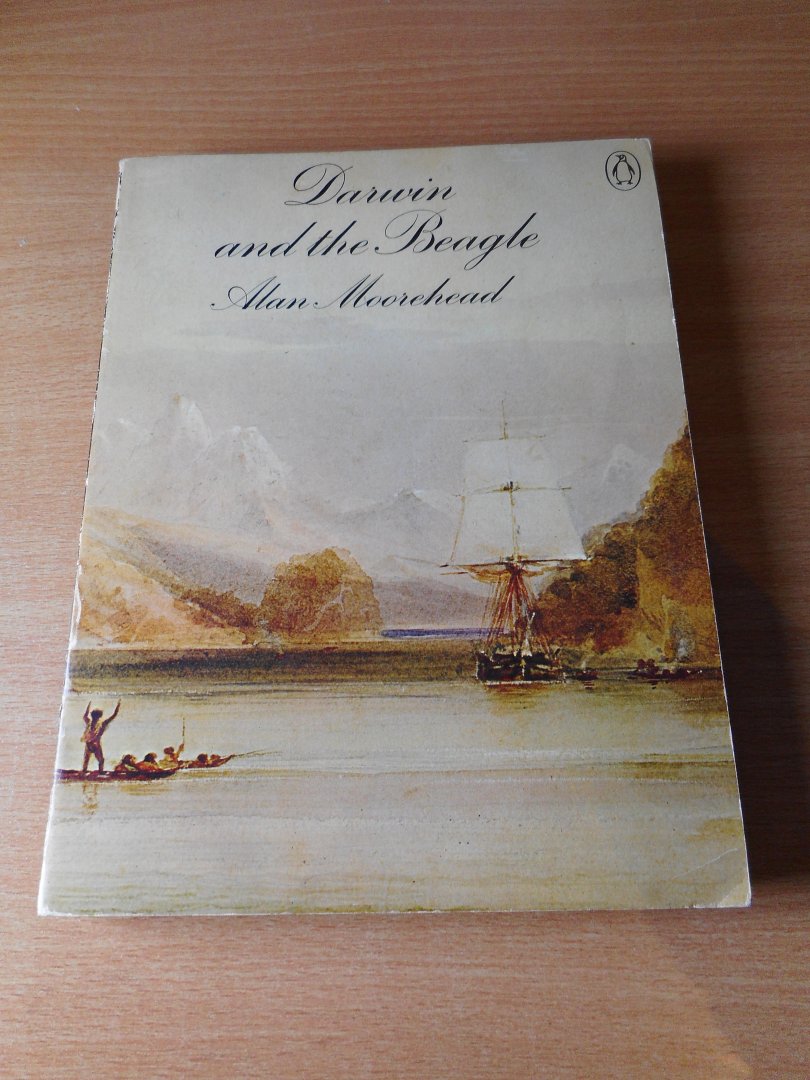 Darwin
and the Beagle
Alan Moorehead